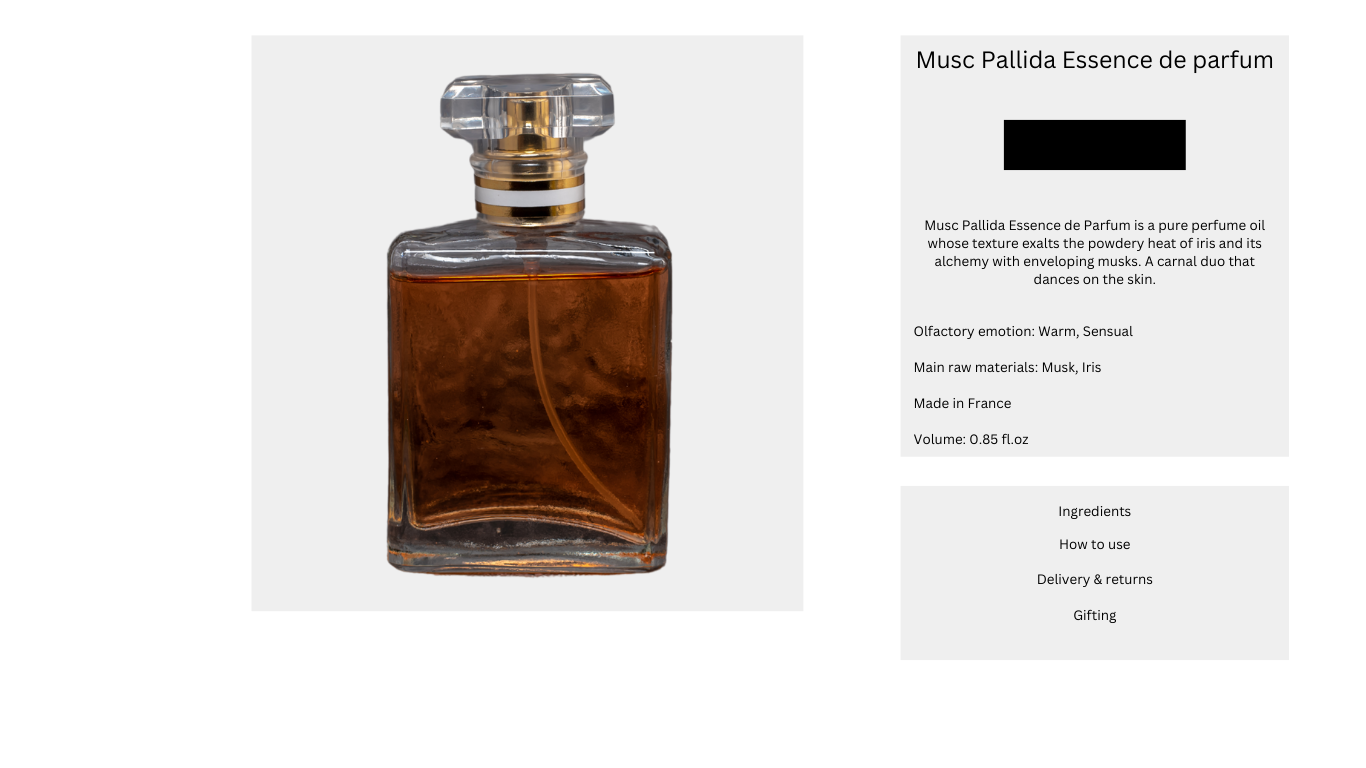 Musc Pallida Essence de parfum
Musc Pallida Essence de Parfum is a pure perfume oil
whose texture exalts the powdery heat of iris and its
alchemy with enveloping musks. A carnal duo that
dances on the skin.
Olfactory emotion: Warm, Sensual
Main raw materials: Musk, Iris
Made in France
Volume: 0.85 fl.oz
Ingredients
How to use
Delivery & returns
Gifting